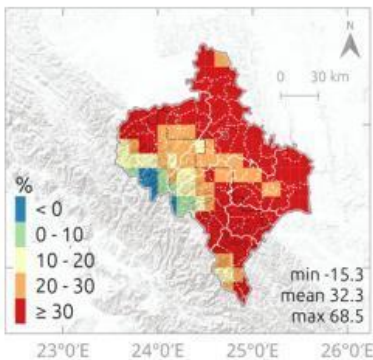 N
0 30 km
%
< 0
0 - 10
10 - 20
20 - 30
≥ 30
min -15.3
mean 32.3
max 68.5
23°0'E 24°0'E 25°0'E 26°0'E